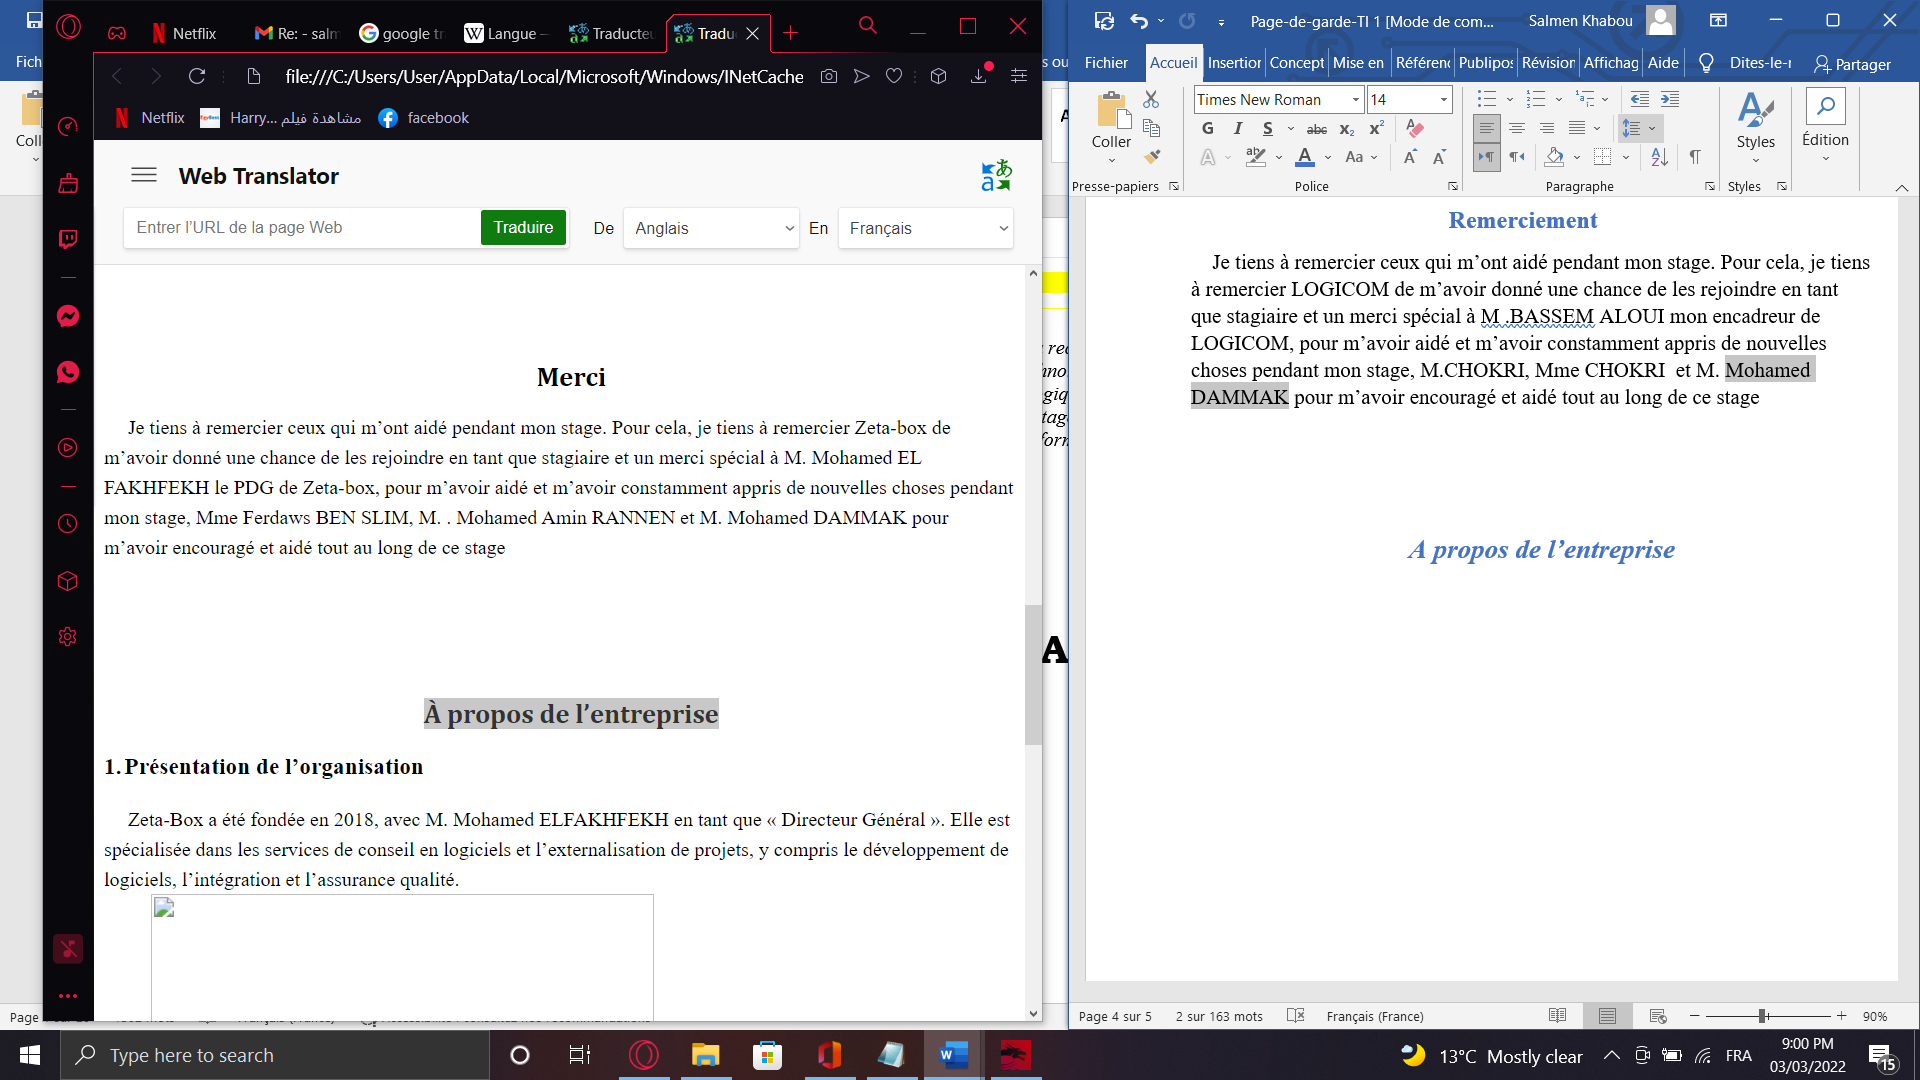 Netflix
Re: - salm
google tr
Langue –
Traducteu
Tradu
file:///C:/Users/User/AppData/Local/Microsoft/Windows/INetCache
Netflix
Harry... مشاهدة فيلم
facebook
Web Translator
Entrer l’URL de la page Web
Traduire
De
Anglais
En
Français
Merci
Je tiens à remercier ceux qui m’ont aidé pendant mon stage. Pour cela, je tiens à remercier Zeta-box de
m’avoir donné une chance de les rejoindre en tant que stagiaire et un merci spécial à M. Mohamed EL
FAKHFEKH le PDG de Zeta-box, pour m’avoir aidé et m’avoir constamment appris de nouvelles choses pendant
mon stage, Mme Ferdaws BEN SLIM, M. . Mohamed Amin RANNEN et M. Mohamed DAMMAK pour
m’avoir encouragé et aidé tout au long de ce stage
À propos de l’entreprise
1. Présentation de l’organisation
Zeta-Box a été fondée en 2018, avec M. Mohamed ELFAKHFEKH en tant que « Directeur Général ». Elle est
spécialisée dans les services de conseil en logiciels et l’externalisation de projets, y compris le développement de
logiciels, l’intégration et l’assurance qualité.
Page-de-garde-TI 1 [Mode de com...
Salmen Khabou
Fichier
Accueil
Insertion
Concept
Mise en
Référenc
Publipos
Révision
Affichag
Aide
Dites-le-r
Partager
Coller
Times New Roman
14
G I S abc x₂ x²
Aa
Styles
Édition
Presse-papiers
Police
Paragraphe
Styles
Remerciement
Je tiens à remercier ceux qui m’ont aidé pendant mon stage. Pour cela, je tiens
à remercier LOGICOM de m’avoir donné une chance de les rejoindre en tant
que stagiaire et un merci spécial à M .BASSEM ALOUI mon encadreur de
LOGICOM, pour m’avoir aidé et m’avoir constamment appris de nouvelles
choses pendant mon stage, M.CHOKRI, Mme CHOKRI et M. Mohamed
DAMMAK pour m’avoir encouragé et aidé tout au long de ce stage
A propos de l’entreprise
Page 4 sur 5
2 sur 163 mots
Français (France)
90%
Fich
Coll
A
Page
Type here to search
13°C Mostly clear
FRA
9:00 PM
03/03/2022
15